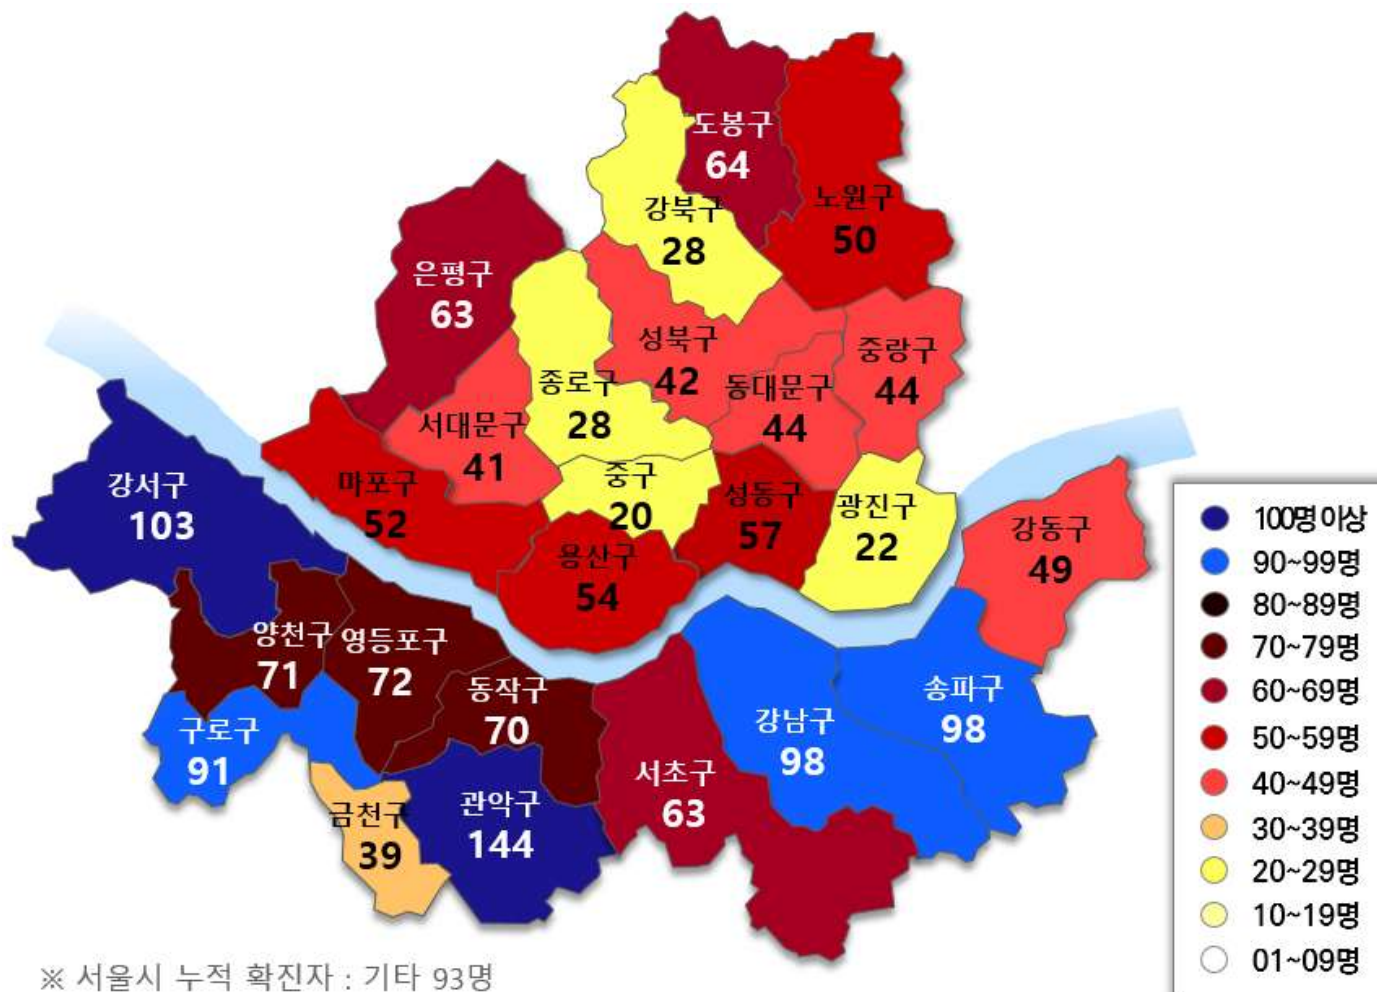 도봉구
64
노원구
50
강북구
28
은평구
63
성북구
42
중랑구
44
동대문구
44
종로구
28
서대문구
41
중구
20
마포구
52
성동구
57
광진구
22
강서구
103
강동구
49
용산구
54
양천구
71
영등포구
72
동작구
70
송파구
98
강남구
98
구로구
91
서초구
63
관악구
144
금천구
39
100명 이상
90~99명
80~89명
70~79명
60~69명
50~59명
40~49명
30~39명
20~29명
10~19명
01~09명
※ 서울시 누적 확진자 : 기타 93명